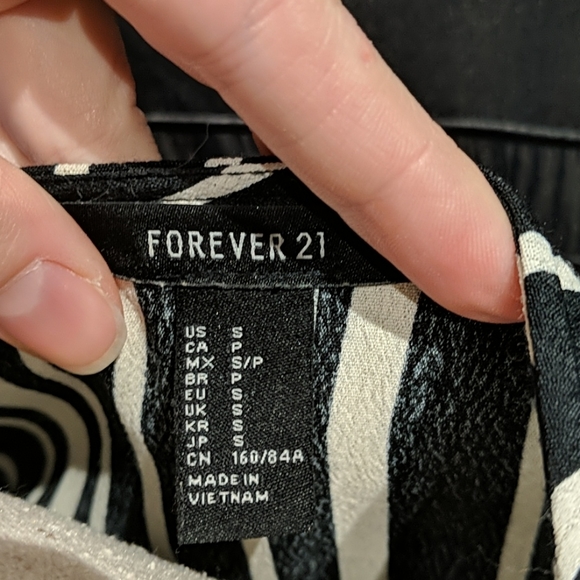 FOREVER 21
US S
CA P
MX S/P
BR P
EU S
UK S
KR S
JP S
CN 160/84A
MADE IN
VIETNAM